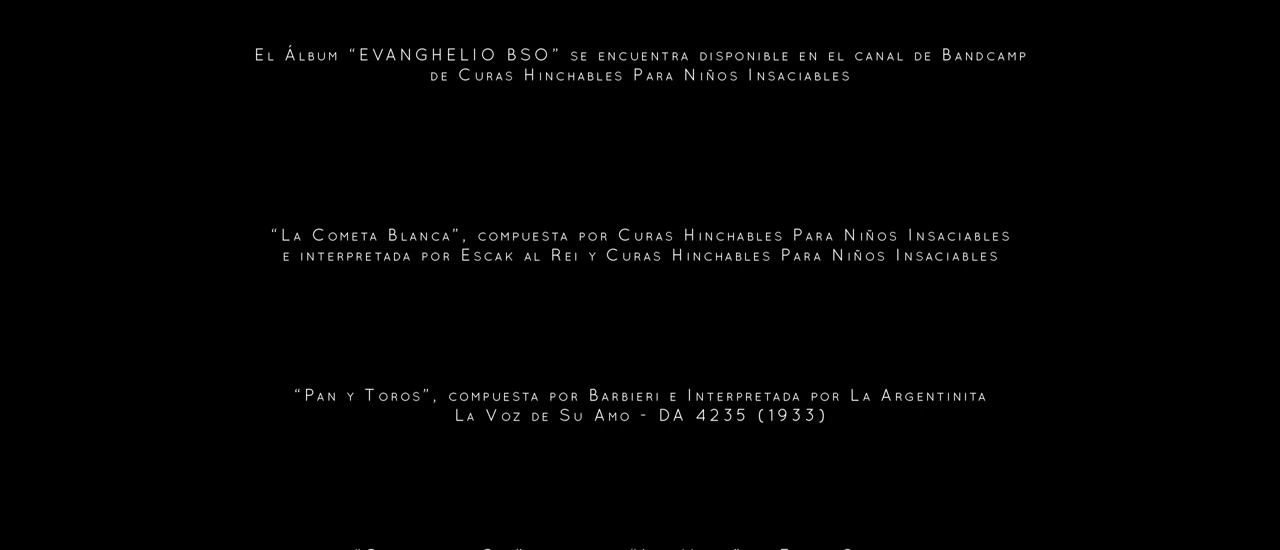 El Álbum “EVANGHELIO BSO” se encuentra disponible en el canal de Bandcamp
de Curas Hinchables Para Niños Insaciables
“La Cometa Blanca”, compuesta por Curas Hinchables Para Niños Insaciables
e interpretada por Escak al Rei y Curas Hinchables Para Niños Insaciables
“Pan y Toros”, compuesta por Barbieri e Interpretada por La Argentinita
La Voz de Su Amo - DA 4235 (1933)